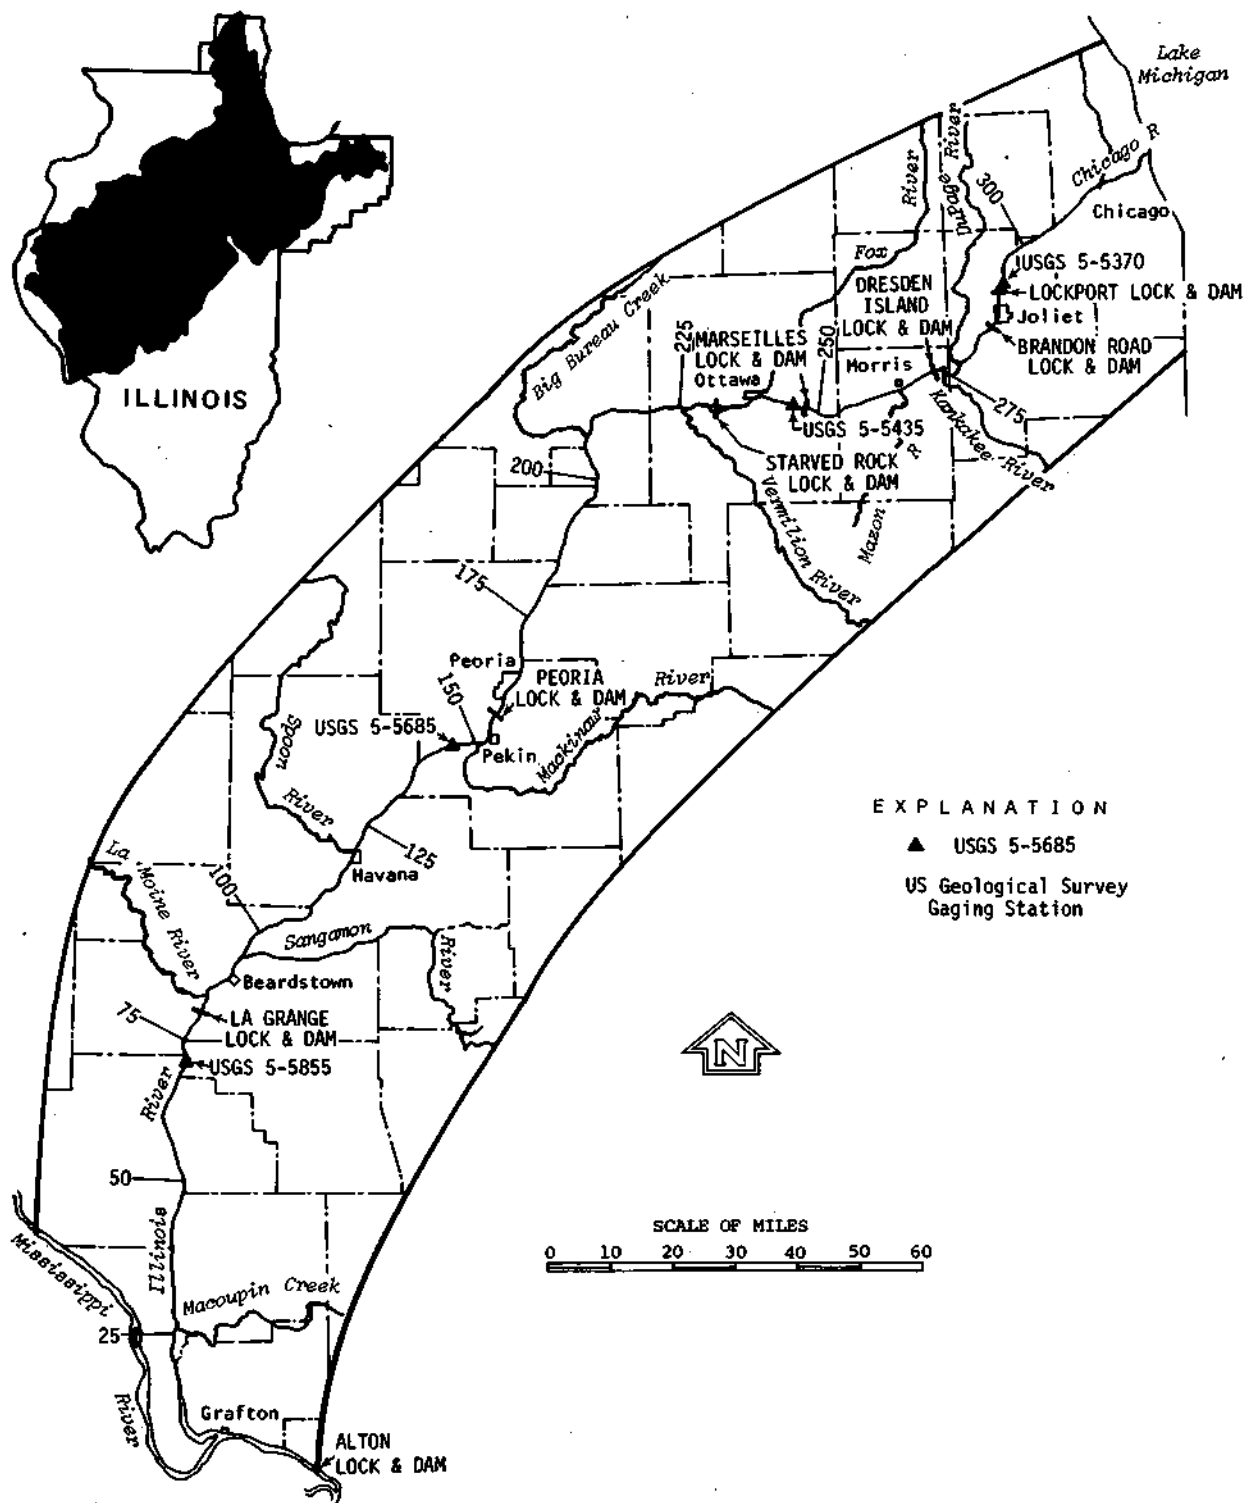 Lake
Michigan
ILLINOIS
River
Fox
DuPage
River
300
Chicago R
Chicago
USGS 5-5370
LOCKPORT LOCK & DAM
Joliet
BRANDON ROAD
LOCK & DAM
DRESDEN
ISLAND
LOCK & DAM
Big Bureau Creek
225
MARSEILLES
LOCK & DAM
Ottawa
250
Morris
275
Kankakee River
USGS 5-5435
STARVED ROCK
LOCK & DAM
Vermilion River
Mazon
R
200
175
Peoria
PEORIA
LOCK & DAM
150
USGS 5-5685
Pekin
Mackinaw
River
Spoon
River
125
Havana
100
La Moine River
Sangamon
River
Beardstown
75
LA GRANGE
LOCK & DAM
USGS 5-5855
River
50
Illinois
Mississippi
River
Macoupin Creek
25
Grafton
ALTON
LOCK & DAM
EXPLANATION
USGS 5-5685
US Geological Survey
Gaging Station
N
SCALE OF MILES
0 10 20 30 40 50 60